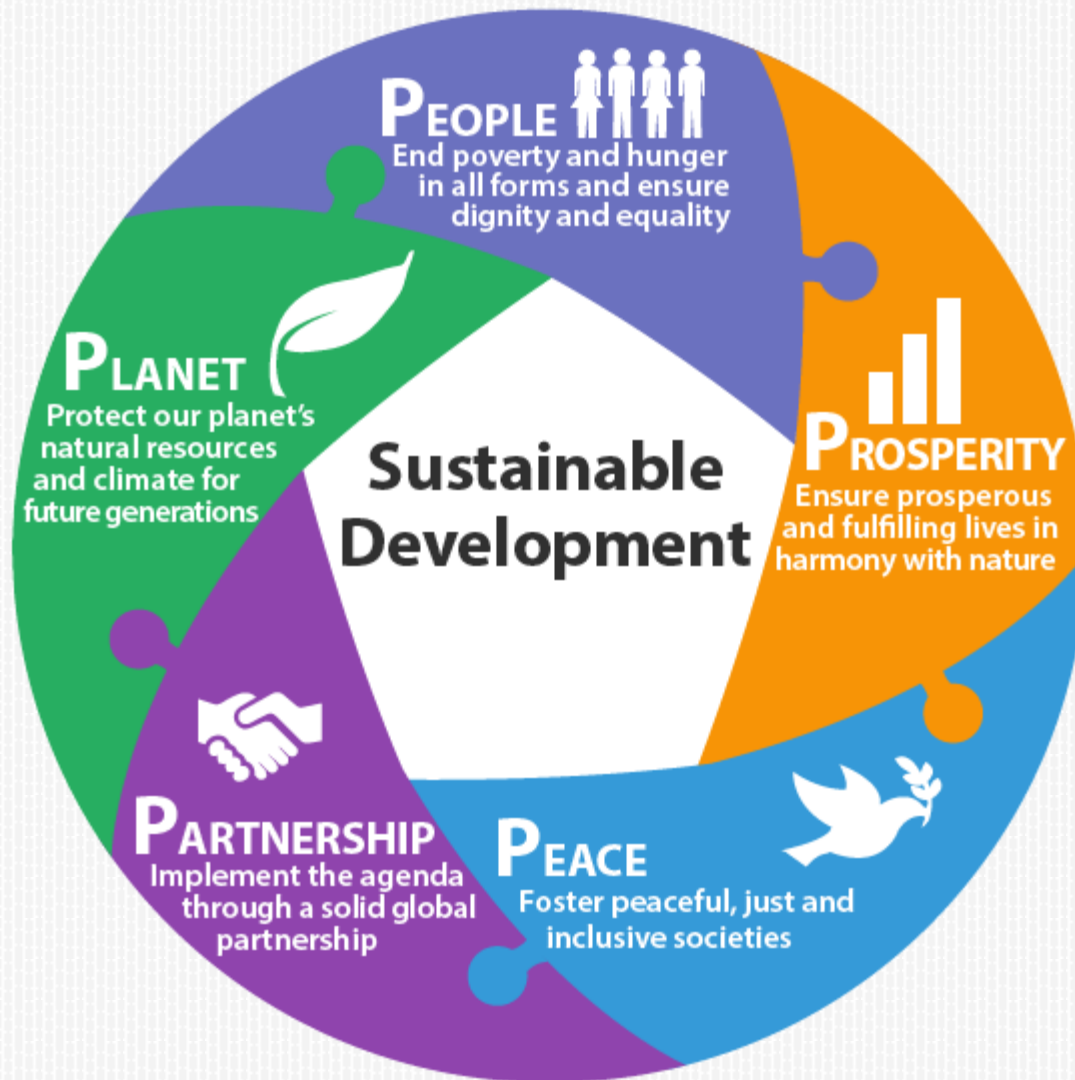 PEOPLE
End poverty and hunger
in all forms and ensure
dignity and equality
PROSPERITY
Ensure prosperous
and fulfilling lives in
harmony with nature
PEACE
Foster peaceful, just and
inclusive societies
PARTNERSHIP
Implement the agenda
through a solid global
partnership
PLANET
Protect our planet's
natural resources
and climate for
future generations
Sustainable
Development